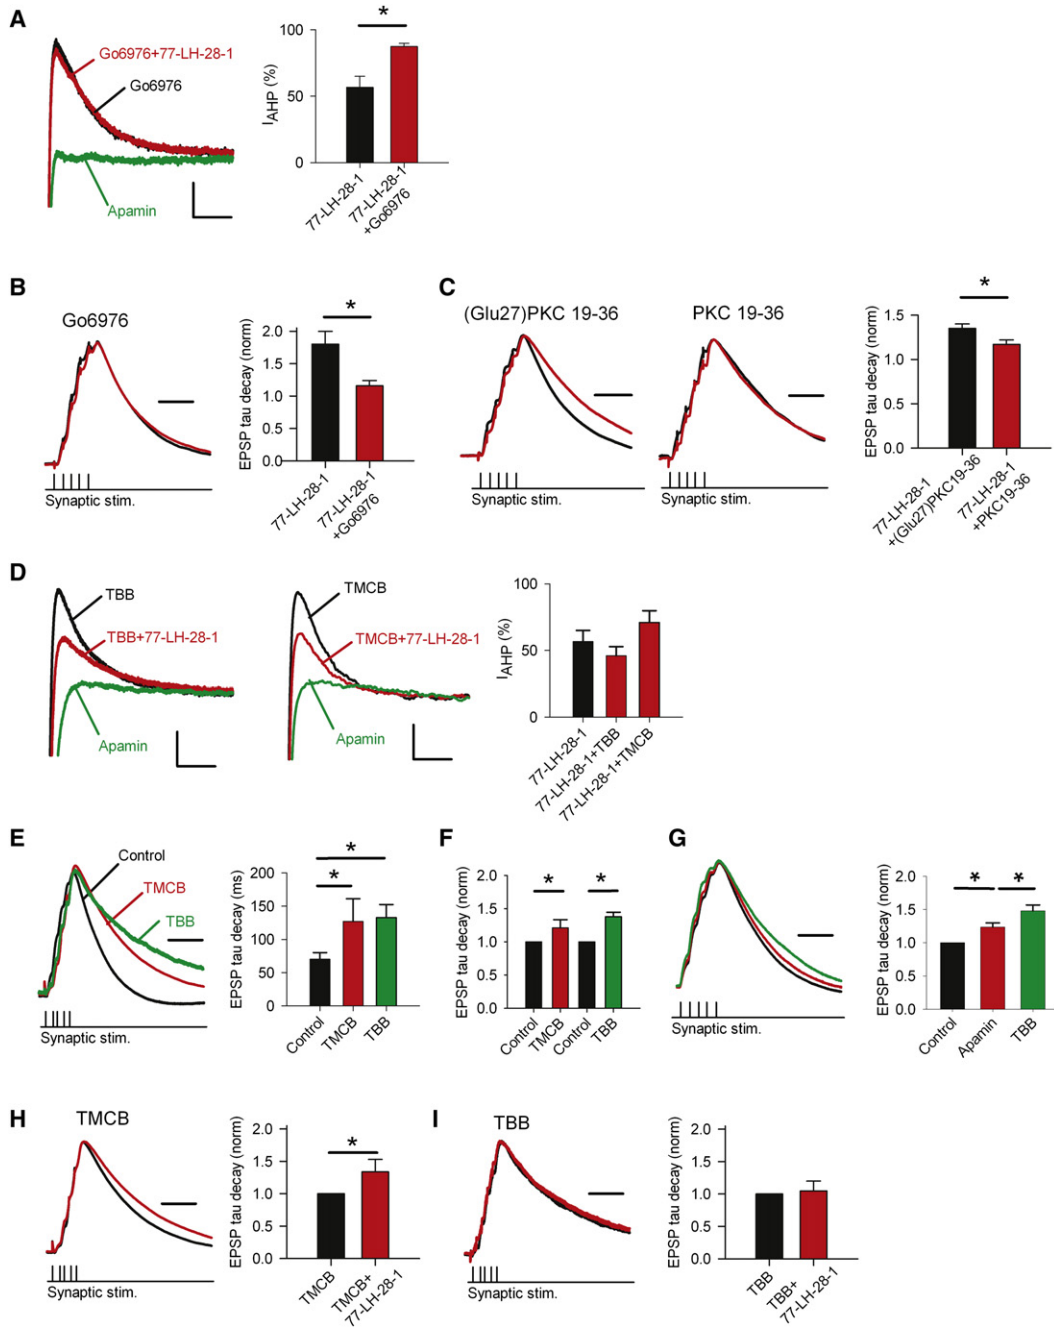 A
Go6976+77-LH-28-1
Go6976
Apamin
*
100
50
0
I AHP (%)
77-LH-28-1
77-LH-28-1
+Go6976
B
Go6976
Synaptic stim.
*
EPSP tau decay (norm)
2.0
1.5
1.0
0.5
0.0
77-LH-28-1
77-LH-28-1
+Go6976
C
(Glu27)PKC 19-36
PKC 19-36
Synaptic stim.
Synaptic stim.
*
EPSP tau decay (norm)
1.5
1.0
0.5
0.0
77-LH-28-1
+(Glu27)PKC19-36
77-LH-28-1
+PKC19-36
D
TBB
TBB+77-LH-28-1
Apamin
TMCB
TMCB+77-LH-28-1
Apamin
I AHP (%)
100
50
0
77-LH-28-1
77-LH-28-1+TBB
77-LH-28-1+TMCB
E
Control
TMCB
TBB
Synaptic stim.
*
*
EPSP tau decay (ms)
200
150
100
50
0
Control
TMCB
TBB
F
* *
EPSP tau decay (norm)
2.0
1.5
1.0
0.5
0.0
Control
TMCB
Control
TBB
G
Synaptic stim.
* *
EPSP tau decay (norm)
2.0
1.5
1.0
0.5
0.0
Control
Apamin
TBB
H
TMCB
Synaptic stim.
*
EPSP tau decay (norm)
2.0
1.5
1.0
0.5
0.0
TMCB
TMCB+
77-LH-28-1
I
TBB
Synaptic stim.
EPSP tau decay (norm)
2.0
1.5
1.0
0.5
0.0
TBB
TBB+
77-LH-28-1